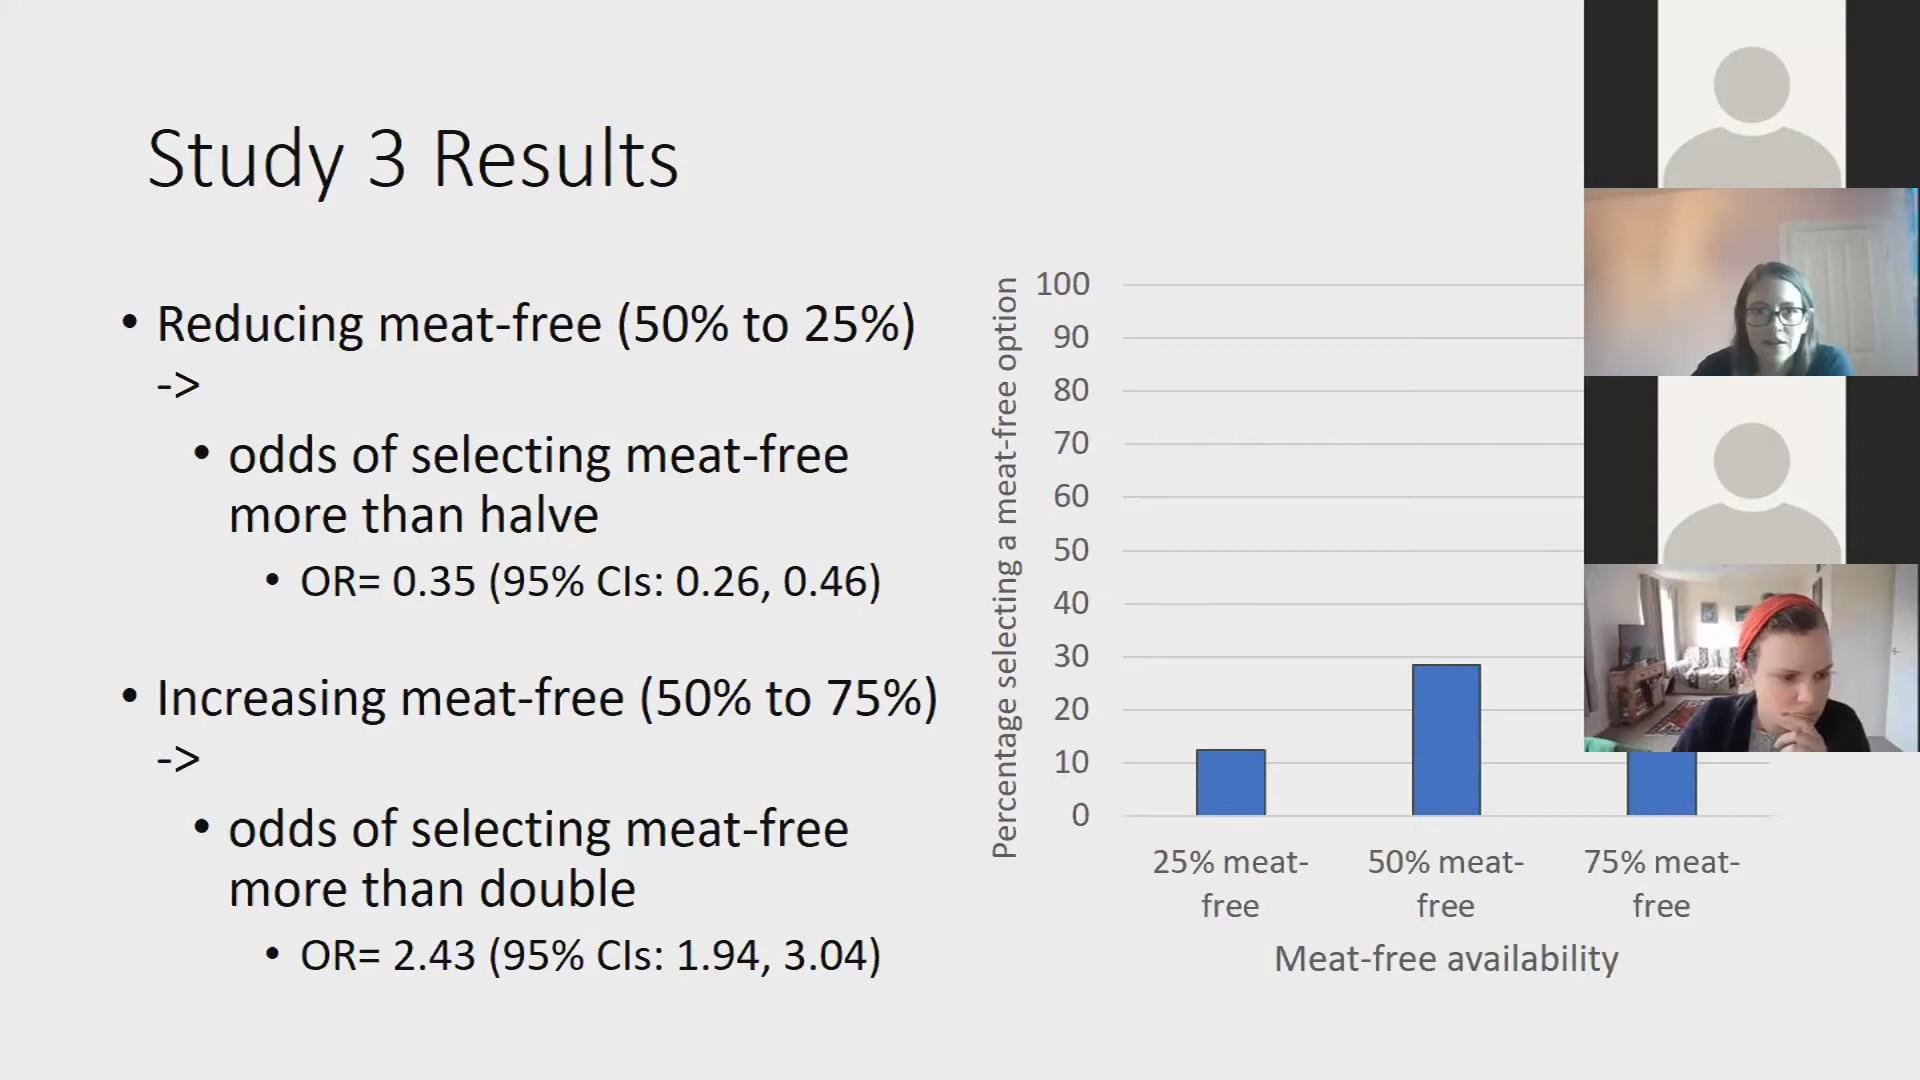 Study 3 Results
• Reducing meat-free (50% to 25%)
->
• odds of selecting meat-free
more than halve
• OR= 0.35 (95% CIs: 0.26, 0.46)
• Increasing meat-free (50% to 75%)
->
• odds of selecting meat-free
more than double
• OR= 2.43 (95% CIs: 1.94, 3.04)
Percentage selecting a meat-free option
100
90
80
70
60
50
40
30
20
10
0
25% meat-
free
50% meat-
free
75% meat-
free
Meat-free availability